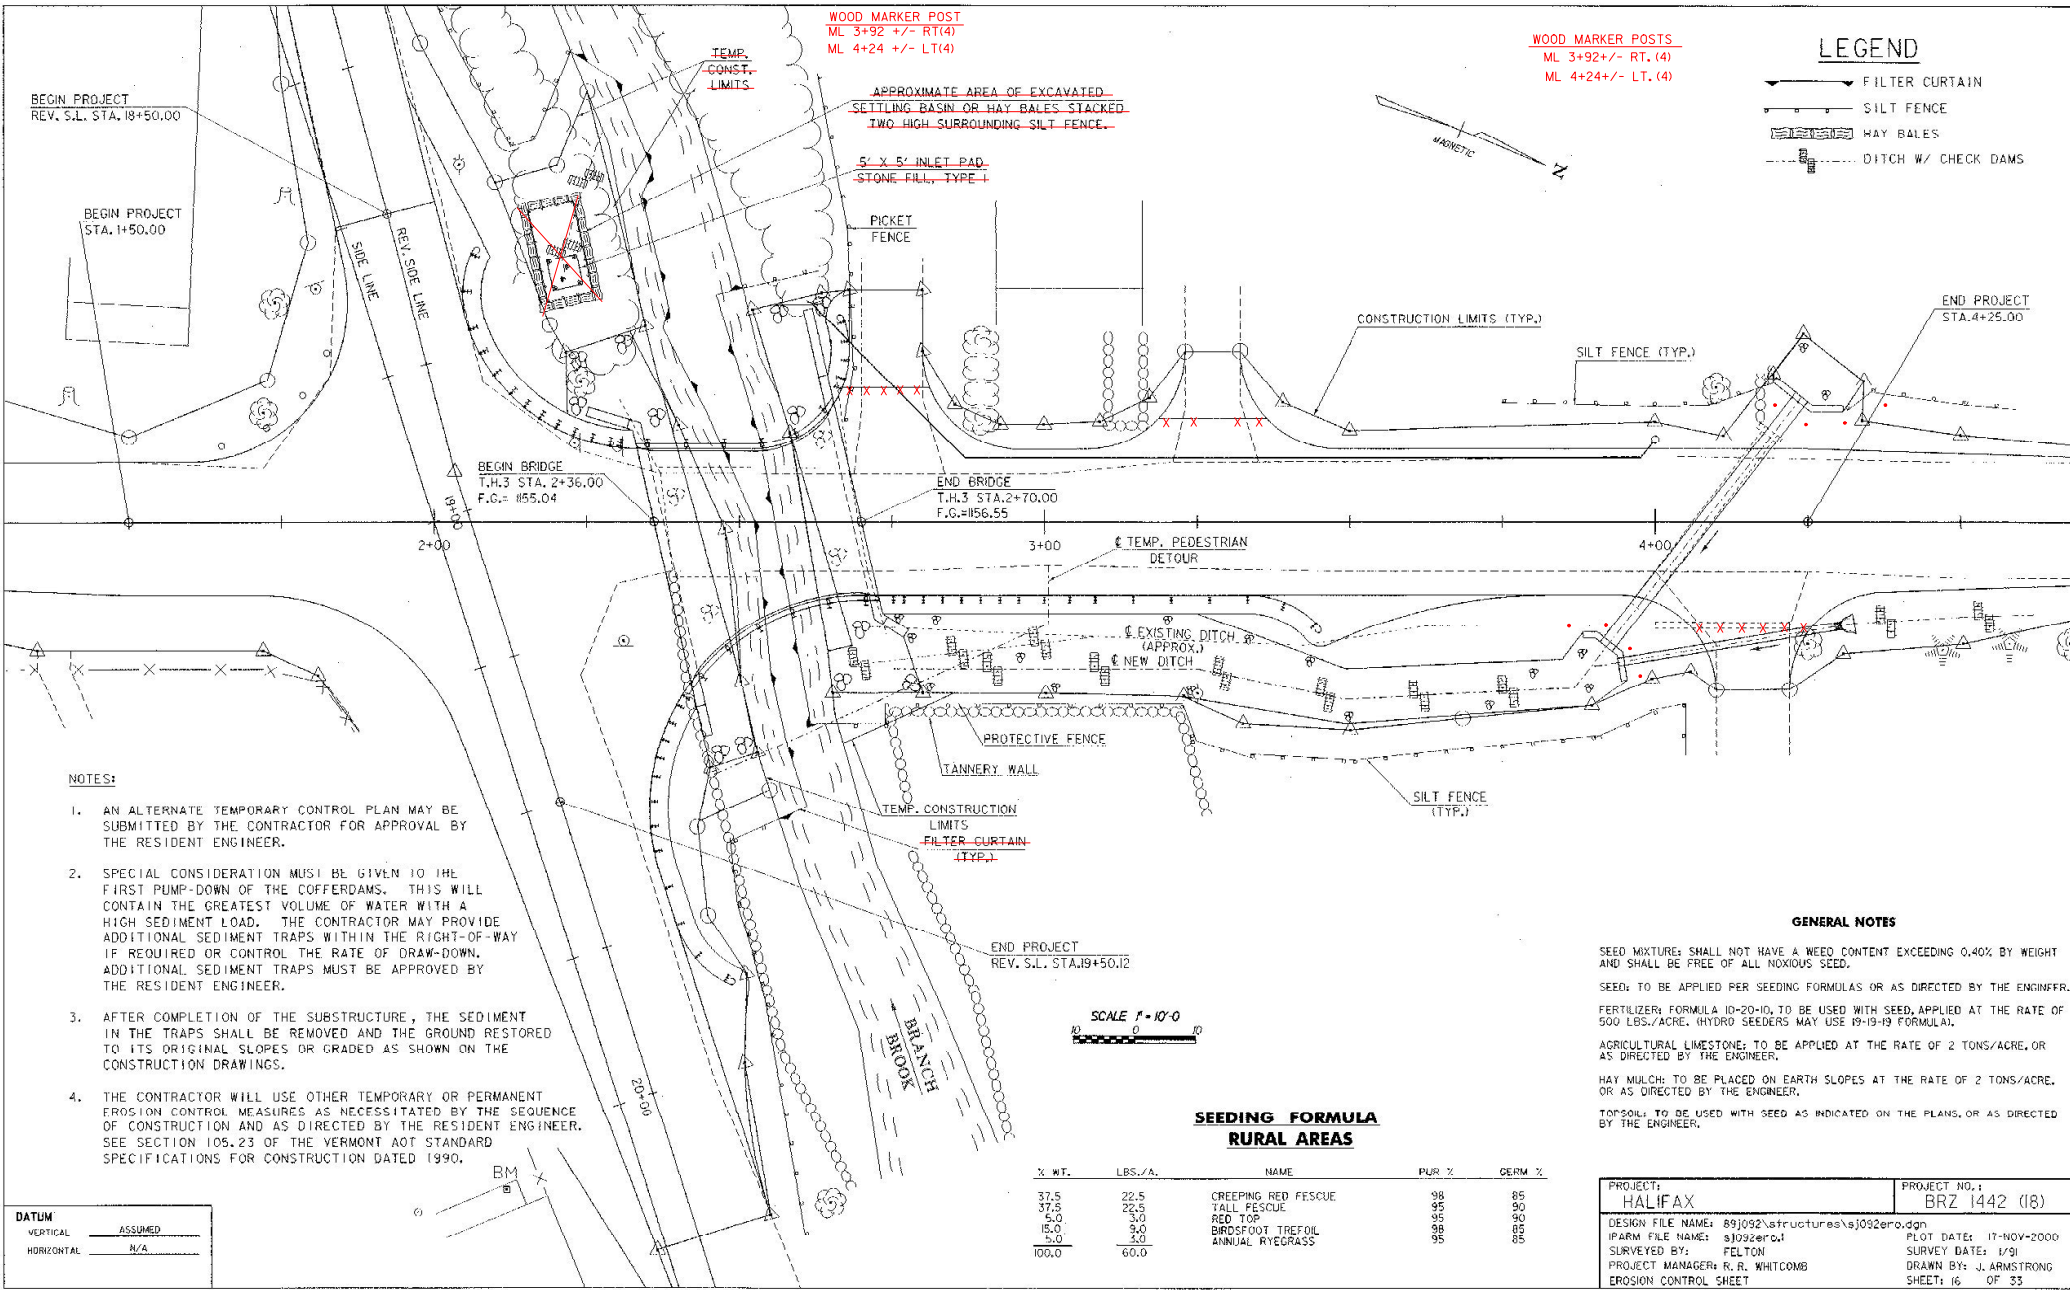 WOOD MARKER POST
ML 3+92 +/- RT(4)
ML 4+24 +/- LT(4)
WOOD MARKER POSTS
ML 3+92+/- RT. (4)
ML 4+24+/- LT. (4)
LEGEND
FILTER CURTAIN
SILT FENCE
HAY BALES
DITCH W/ CHECK DAMS
MAGNETIC
N
TEMP.
CONST.
LIMITS
APPROXIMATE AREA OF EXCAVATED
SETTLING BASIN OR HAY BALES STACKED
TWO HIGH SURROUNDING SILT FENCE.
5' X 5' INLET PAD
STONE FILL, TYPE I
BEGIN PROJECT
REV. S.L. STA. 18+50.00
BEGIN PROJECT
STA. 1+50.00
SIDE LINE
REV. SIDE LINE
PICKET
FENCE
CONSTRUCTION LIMITS (TYP.)
SILT FENCE (TYP.)
END PROJECT
STA. 4+25.00
BEGIN BRIDGE
T.H.3 STA. 2+36.00
F.G.= 1155.04
END BRIDGE
T.H.3 STA.2+70.00
F.G.=1156.55
19+00
2+00
3+00
4+00
℄ TEMP. PEDESTRIAN
DETOUR
℄ EXISTING DITCH
(APPROX.)
℄ NEW DITCH
PROTECTIVE FENCE
TANNERY WALL
TEMP. CONSTRUCTION
LIMITS
FILTER CURTAIN
(TYP.)
SILT FENCE
(TYP.)
END PROJECT
REV. S.L. STA.19+50.12
BRANCH
BROOK
20+00
BM
SCALE 1" = 10'-0
10 0 10
NOTES:
1. AN ALTERNATE TEMPORARY CONTROL PLAN MAY BE
SUBMITTED BY THE CONTRACTOR FOR APPROVAL BY
THE RESIDENT ENGINEER.
2. SPECIAL CONSIDERATION MUST BE GIVEN TO THE
FIRST PUMP-DOWN OF THE COFFERDAMS. THIS WILL
CONTAIN THE GREATEST VOLUME OF WATER WITH A
HIGH SEDIMENT LOAD. THE CONTRACTOR MAY PROVIDE
ADDITIONAL SEDIMENT TRAPS WITHIN THE RIGHT-OF-WAY
IF REQUIRED OR CONTROL THE RATE OF DRAW-DOWN.
ADDITIONAL SEDIMENT TRAPS MUST BE APPROVED BY
THE RESIDENT ENGINEER.
3. AFTER COMPLETION OF THE SUBSTRUCTURE, THE SEDIMENT
IN THE TRAPS SHALL BE REMOVED AND THE GROUND RESTORED
TO ITS ORIGINAL SLOPES OR GRADED AS SHOWN ON THE
CONSTRUCTION DRAWINGS.
4. THE CONTRACTOR WILL USE OTHER TEMPORARY OR PERMANENT
EROSION CONTROL MEASURES AS NECESSITATED BY THE SEQUENCE
OF CONSTRUCTION AND AS DIRECTED BY THE RESIDENT ENGINEER.
SEE SECTION 105.23 OF THE VERMONT AOT STANDARD
SPECIFICATIONS FOR CONSTRUCTION DATED 1990.
DATUM
VERTICAL ASSUMED
HORIZONTAL N/A
SEEDING FORMULA
RURAL AREAS
% WT. LBS./A. NAME PUR % GERM %
37.5 22.5 CREEPING RED FESCUE 98 85
37.5 22.5 TALL FESCUE 95 90
5.0 3.0 RED TOP 95 90
15.0 9.0 BIRDSFOOT TREFOIL 98 85
5.0 3.0 ANNUAL RYEGRASS 95 85
100.0 60.0
GENERAL NOTES
SEED MIXTURE: SHALL NOT HAVE A WEED CONTENT EXCEEDING 0.40% BY WEIGHT
AND SHALL BE FREE OF ALL NOXIOUS SEED.
SEED: TO BE APPLIED PER SEEDING FORMULAS OR AS DIRECTED BY THE ENGINEER.
FERTILIZER: FORMULA 10-20-10, TO BE USED WITH SEED, APPLIED AT THE RATE OF
500 LBS./ACRE. (HYDRO SEEDERS MAY USE 19-19-19 FORMULA).
AGRICULTURAL LIMESTONE: TO BE APPLIED AT THE RATE OF 2 TONS/ACRE, OR
AS DIRECTED BY THE ENGINEER.
HAY MULCH: TO BE PLACED ON EARTH SLOPES AT THE RATE OF 2 TONS/ACRE,
OR AS DIRECTED BY THE ENGINEER.
TOPSOIL: TO BE USED WITH SEED AS INDICATED ON THE PLANS, OR AS DIRECTED
BY THE ENGINEER.
PROJECT: HALIFAX
PROJECT NO.: BRZ 1442 (18)
DESIGN FILE NAME: 89j092\structures\sj092ero.dgn
IPARM FILE NAME: sj092ero.i PLOT DATE: 17-NOV-2000
SURVEYED BY: FELTON SURVEY DATE: 1/91
PROJECT MANAGER: R. R. WHITCOMB DRAWN BY: J. ARMSTRONG
EROSION CONTROL SHEET SHEET: 16 OF 33